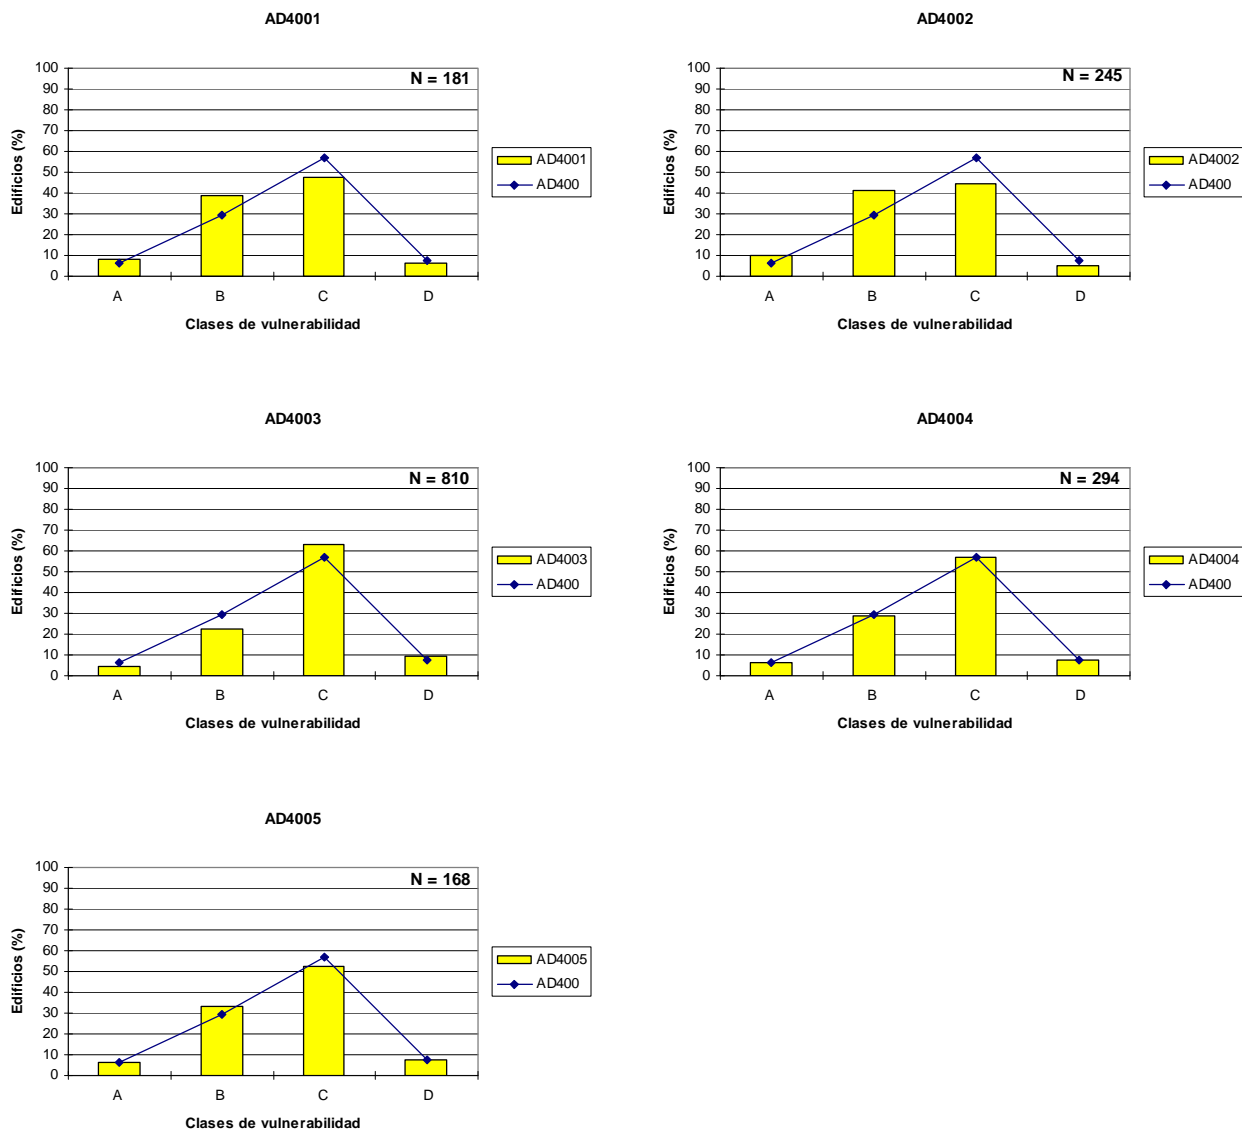 AD4001
N = 181
100
90
80
70
60
50
40
30
20
10
0
Edificios (%)
A B C D
Clases de vulnerabilidad
AD4001
AD400
AD4002
N = 245
100
90
80
70
60
50
40
30
20
10
0
Edificios (%)
A B C D
Clases de vulnerabilidad
AD4002
AD400
AD4003
N = 810
100
90
80
70
60
50
40
30
20
10
0
Edificios (%)
A B C D
Clases de vulnerabilidad
AD4003
AD400
AD4004
N = 294
100
90
80
70
60
50
40
30
20
10
0
Edificios (%)
A B C D
Clases de vulnerabilidad
AD4004
AD400
AD4005
N = 168
100
90
80
70
60
50
40
30
20
10
0
Edificios (%)
A B C D
Clases de vulnerabilidad
AD4005
AD400